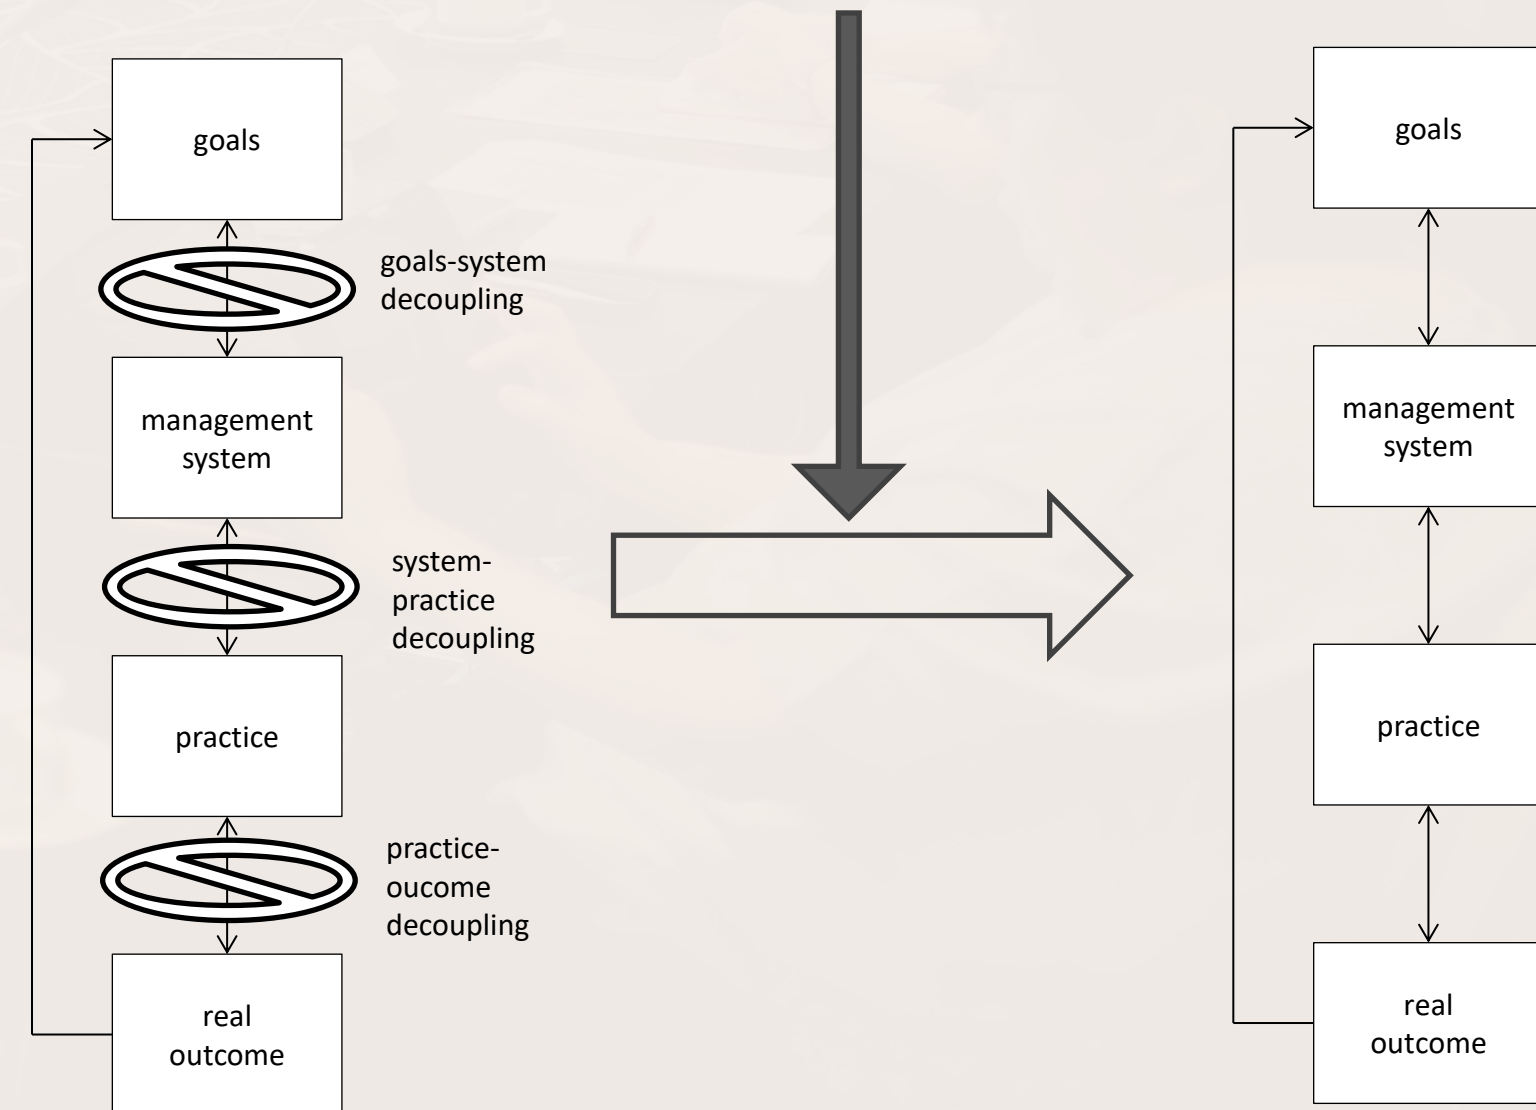 goals
goals-system
decoupling
management
system
system-
practice
decoupling
practice
practice-
oucome
decoupling
real
outcome
goals
management
system
practice
real
outcome